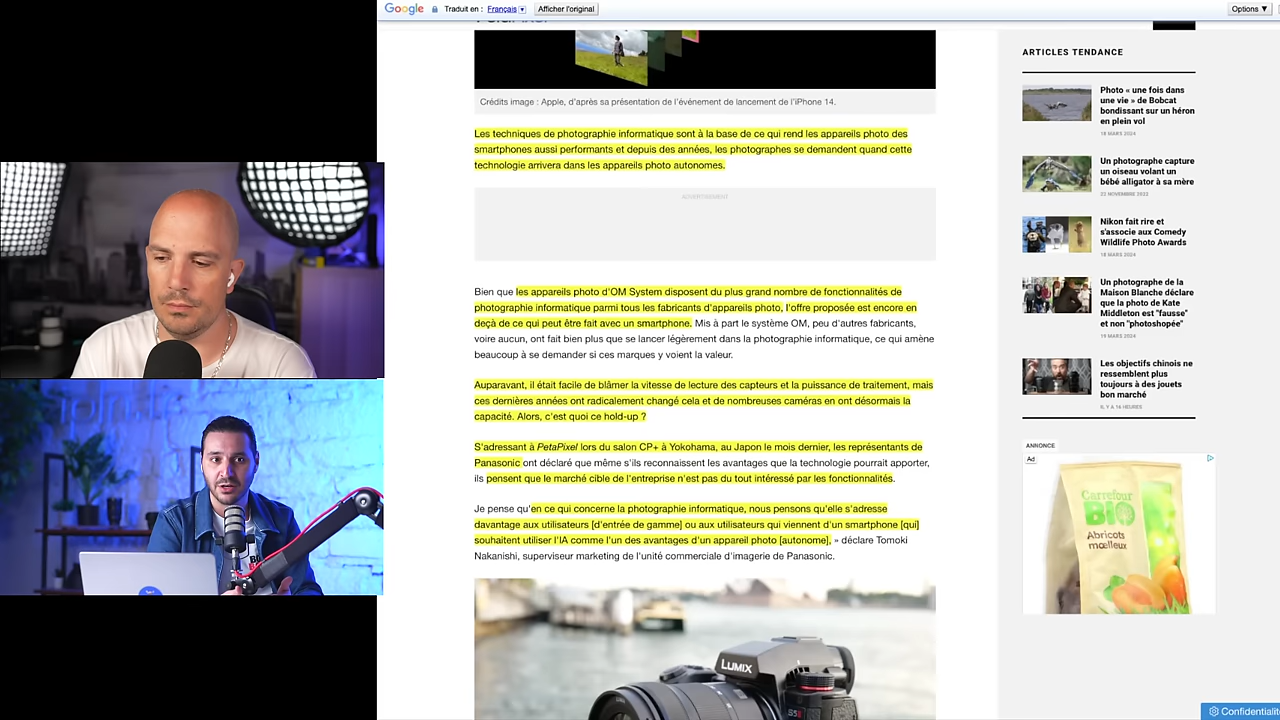 Google Traduit en : Français Afficher l'original Options ▼
Crédits image : Apple, d'après sa présentation de l'événement de lancement de l'iPhone 14.
Les techniques de photographie informatique sont à la base de ce qui rend les appareils photo des
smartphones aussi performants et depuis des années, les photographes se demandent quand cette
technologie arrivera dans les appareils photo autonomes.
ADVERTISEMENT
Bien que les appareils photo d'OM System disposent du plus grand nombre de fonctionnalités de
photographie informatique parmi tous les fabricants d'appareils photo, l'offre proposée est encore en
deçà de ce qui peut être fait avec un smartphone. Mis à part le système OM, peu d'autres fabricants,
voire aucun, ont fait bien plus que se lancer légèrement dans la photographie informatique, ce qui amène
beaucoup à se demander si ces marques y voient la valeur.
Auparavant, il était facile de blâmer la vitesse de lecture des capteurs et la puissance de traitement, mais
ces dernières années ont radicalement changé cela et de nombreuses caméras en ont désormais la
capacité. Alors, c'est quoi ce hold-up ?
S'adressant à PetaPixel lors du salon CP+ à Yokohama, au Japon le mois dernier, les représentants de
Panasonic ont déclaré que même s'ils reconnaissent les avantages que la technologie pourrait apporter,
ils pensent que le marché cible de l'entreprise n'est pas du tout intéressé par les fonctionnalités.
Je pense qu'en ce qui concerne la photographie informatique, nous pensons qu'elle s'adresse
davantage aux utilisateurs [d'entrée de gamme] ou aux utilisateurs qui viennent d'un smartphone [qui]
souhaitent utiliser l'IA comme l'un des avantages d'un appareil photo [autonome], » déclare Tomoki
Nakanishi, superviseur marketing de l'unité commerciale d'imagerie de Panasonic.
LUMIX
S5II
ARTICLES TENDANCE
Photo « une fois dans
une vie » de Bobcat
bondissant sur un héron
en plein vol
18 MARS 2024
Un photographe capture
un oiseau volant un
bébé alligator à sa mère
22 NOVEMBRE 2023
Nikon fait rire et
s'associe aux Comedy
Wildlife Photo Awards
18 MARS 2024
Un photographe de la
Maison Blanche déclare
que la photo de Kate
Middleton est "fausse"
et non "photoshopée"
19 MARS 2024
Les objectifs chinois ne
ressemblent plus
toujours à des jouets
bon marché
IL Y A 16 HEURES
ANNONCE
Ad
Carrefour
BIO
Abricots
moelleux
Confidentialit